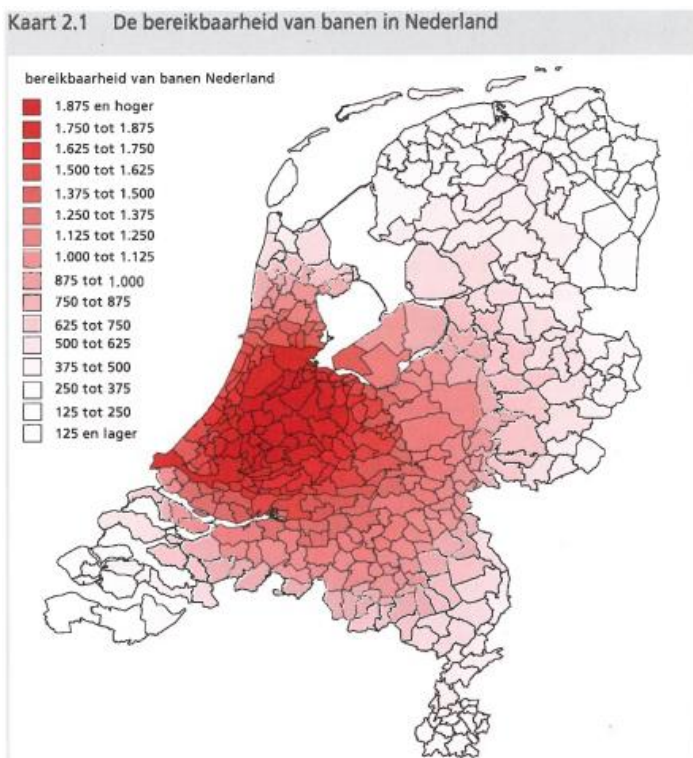 Kaart 2.1 De bereikbaarheid van banen in Nederland
bereikbaarheid van banen Nederland
1.875 en hoger
1.750 tot 1.875
1.625 tot 1.750
1.500 tot 1.625
1.375 tot 1.500
1.250 tot 1.375
1.125 tot 1.250
1.000 tot 1.125
875 tot 1.000
750 tot 875
625 tot 750
500 tot 625
375 tot 500
250 tot 375
125 tot 250
125 en lager